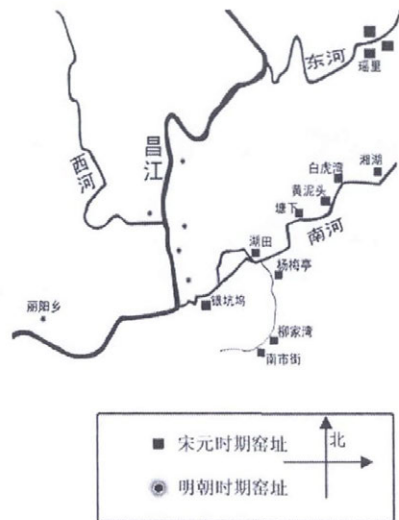 东河
瑶里
昌江
西河
湘湖
白虎湾
黄泥头
塘下
南河
湖田
杨梅亭
丽阳乡
银坑坞
柳家湾
南市街
北
宋元时期窑址
明朝时期窑址